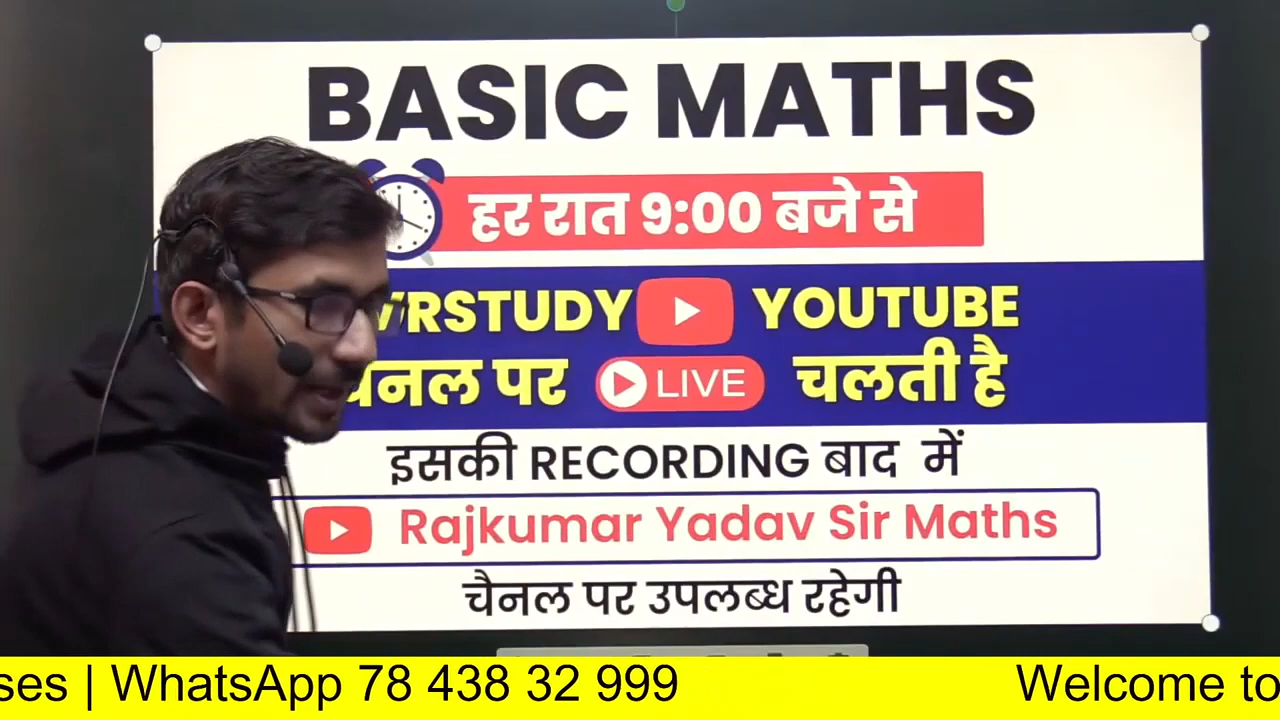 BASIC MATHS
हर रात 9:00 बजे से
VRSTUDY YOUTUBE
पर LIVE चलती है
इसकी RECORDING बाद में
Rajkumar Yadav Sir Maths
चैनल पर उपलब्ध रहेगी
| WhatsApp 78 438 32 999 Welcome to